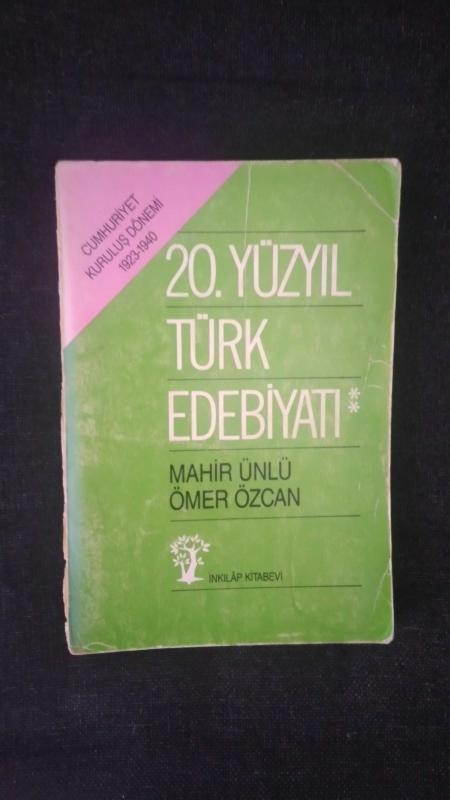 CUMHURİYET
KURULUŞ DÖNEMİ
1923-1940
20. YÜZYIL
TÜRK
EDEBİYATI**
MAHİR ÜNLÜ
ÖMER ÖZCAN
İNKILÂP KİTABEVİ